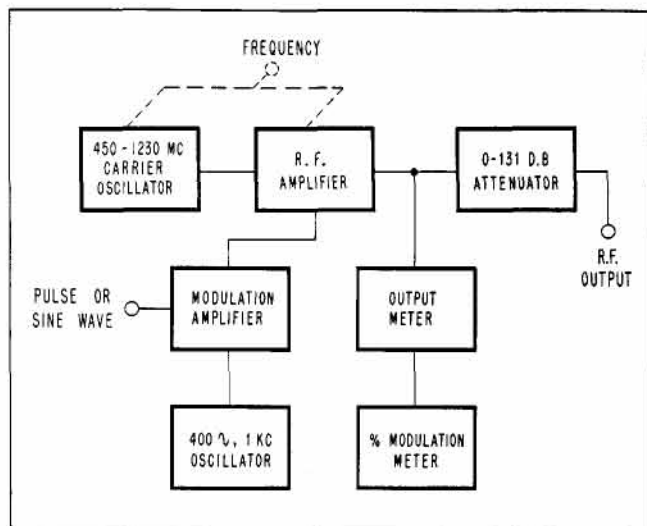 FREQUENCY
450-1230 MC
CARRIER
OSCILLATOR
R.F.
AMPLIFIER
0-131 D.B
ATTENUATOR
R.F.
OUTPUT
PULSE OR
SINE WAVE
MODULATION
AMPLIFIER
OUTPUT
METER
400 ∿, 1 KC
OSCILLATOR
% MODULATION
METER